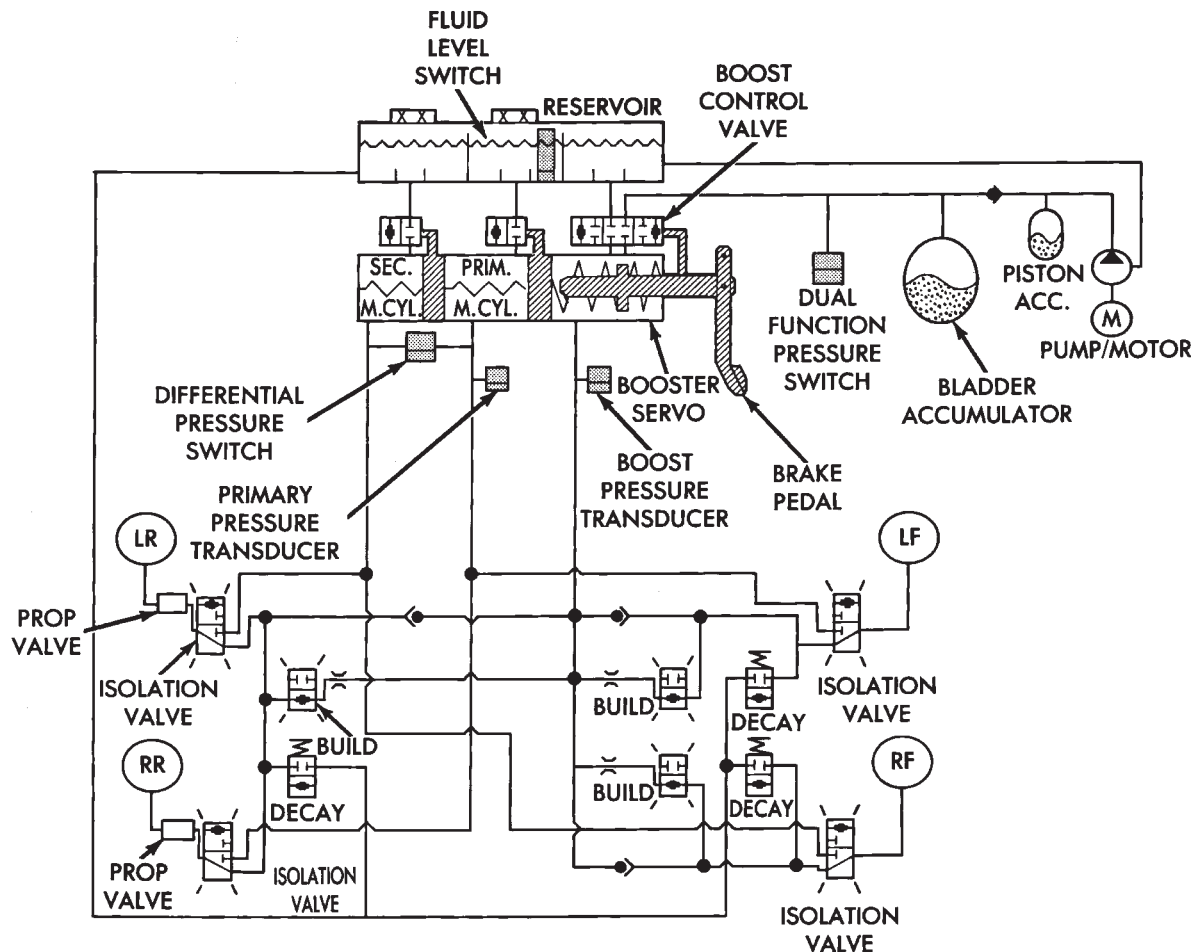 FLUID
LEVEL
SWITCH
RESERVOIR
BOOST
CONTROL
VALVE
SEC.
M.CYL.
PRIM.
M.CYL.
DUAL
FUNCTION
PRESSURE
SWITCH
PISTON
ACC.
M
PUMP/MOTOR
BLADDER
ACCUMULATOR
DIFFERENTIAL
PRESSURE
SWITCH
BOOSTER
SERVO
PRIMARY
PRESSURE
TRANSDUCER
BOOST
PRESSURE
TRANSDUCER
BRAKE
PEDAL
LR
LF
PROP
VALVE
ISOLATION
VALVE
BUILD
BUILD
DECAY
ISOLATION
VALVE
RR
DECAY
BUILD
DECAY
RF
PROP
VALVE
ISOLATION
VALVE
ISOLATION
VALVE